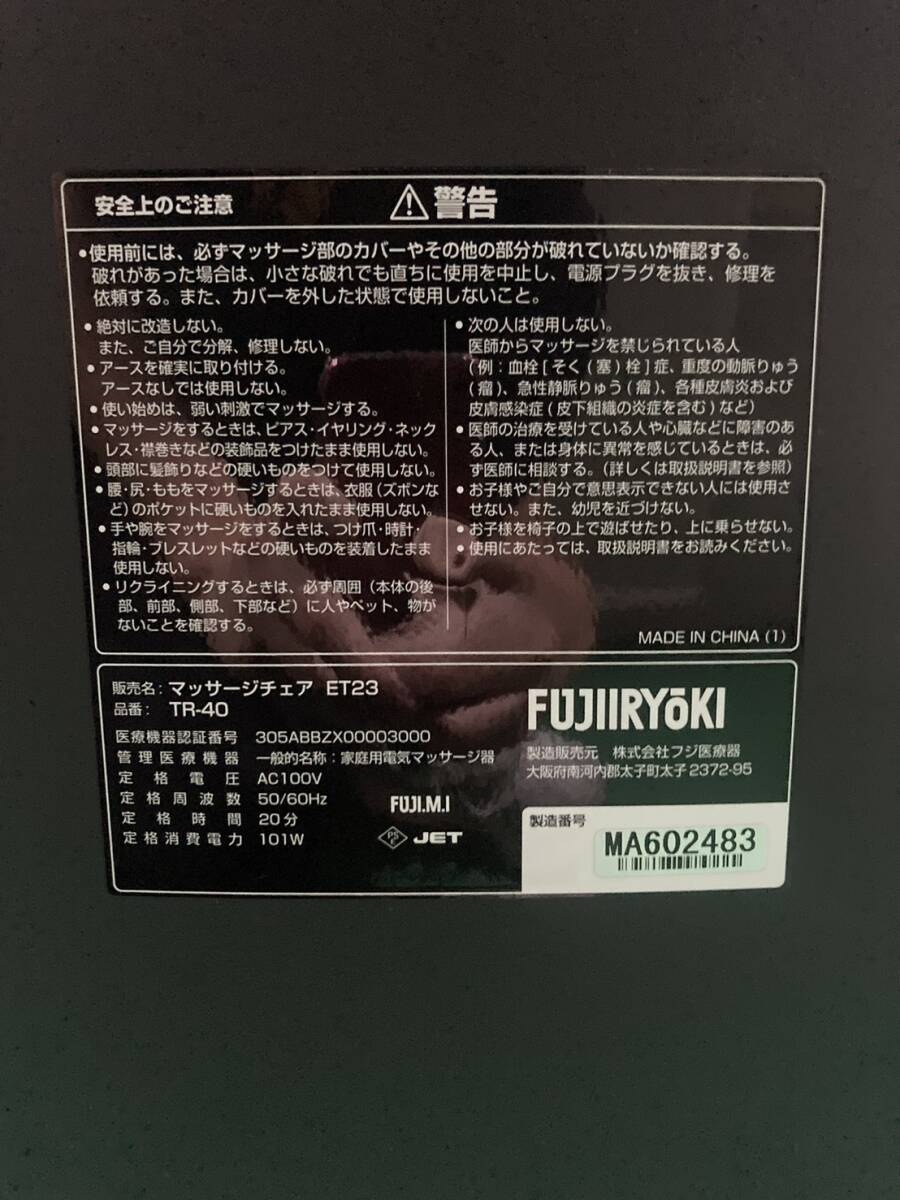 安全上のご注意
⚠警告
•使用前には、必ずマッサージ部のカバーやその他の部分が破れていないか確認する。
破れがあった場合は、小さな破れでも直ちに使用を中止し、電源プラグを抜き、修理を
依頼する。また、カバーを外した状態で使用しないこと。
•絶対に改造しない。
また、ご自分で分解、修理しない。
•アースを確実に取り付ける。
アースなしでは使用しない。
•使い始めは、弱い刺激でマッサージする。
•マッサージをするときは、ピアス・イヤリング・ネック
レス・襟巻きなどの装飾品をつけたまま使用しない。
•頭部に髪飾りなどの硬いものをつけて使用しない。
•腰・尻・ももをマッサージするときは、衣服(ズボンな
ど)のポケットに硬いものを入れたまま使用しない。
•手や腕をマッサージをするときは、つけ爪・時計・
指輪・ブレスレットなどの硬いものを装着したまま
使用しない。
•リクライニングするときは、必ず周囲(本体の後
部、前部、側部、下部など)に人やペット、物が
ないことを確認する。
•次の人は使用しない。
医師からマッサージを禁じられている人
(例:血栓[そく(塞)栓]症、重度の動脈りゅう
(瘤)、急性静脈りゅう(瘤)、各種皮膚炎および
皮膚感染症(皮下組織の炎症を含む)など)
•医師の治療を受けている人や心臓などに障害のあ
る人、または身体に異常を感じているときは、必
ず医師に相談する。(詳しくは取扱説明書を参照)
•お子様やご自分で意思表示できない人には使用さ
せない。また、幼児を近づけない。
•お子様を椅子の上で遊ばせたり、上に乗らせない。
•使用にあたっては、取扱説明書をお読みください。
MADE IN CHINA (1)
販売名: マッサージチェア ET23
品番: TR-40
医療機器認証番号 305ABBZX00003000
管理医療機器 一般的名称:家庭用電気マッサージ器
定格電圧 AC100V
定格周波数 50/60Hz
定格時間 20分
定格消費電力 101W
FUJI.M.I
PSE JET
FUJIIRYōKI
製造販売元 株式会社フジ医療器
大阪府南河内郡太子町太子2372-95
製造番号
MA602483